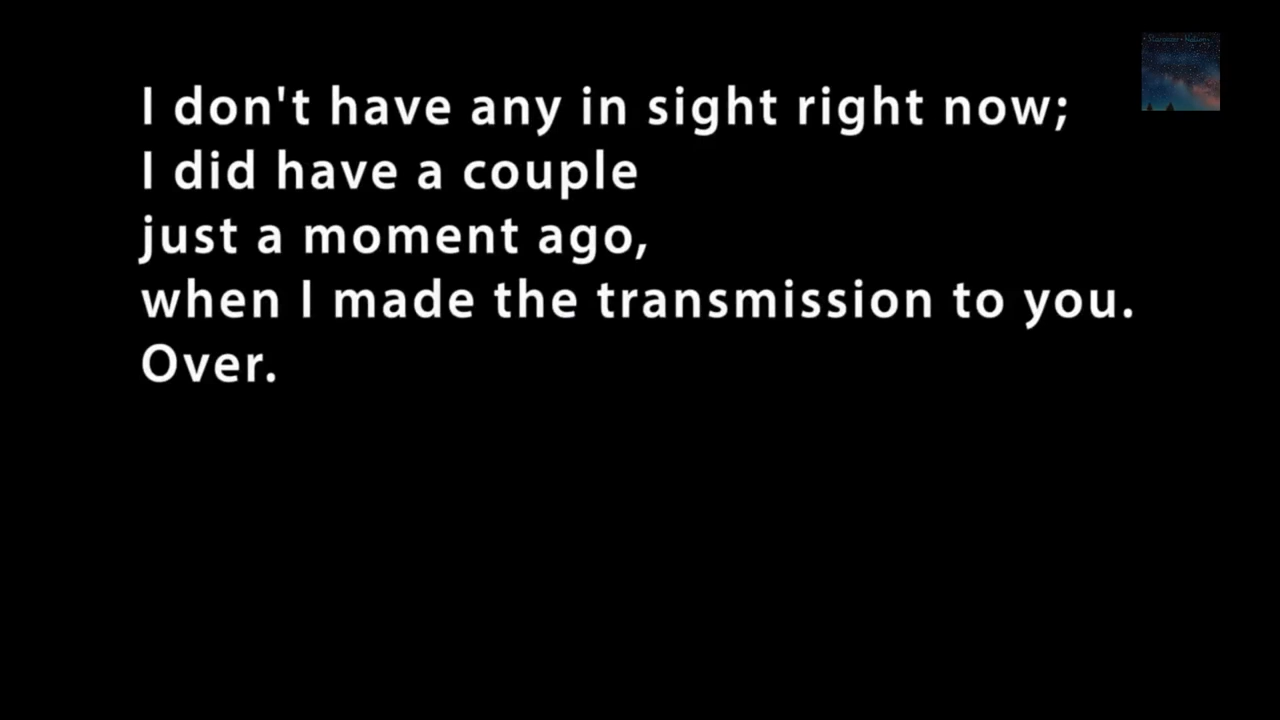 I don't have any in sight right now;
I did have a couple
just a moment ago,
when I made the transmission to you.
Over.